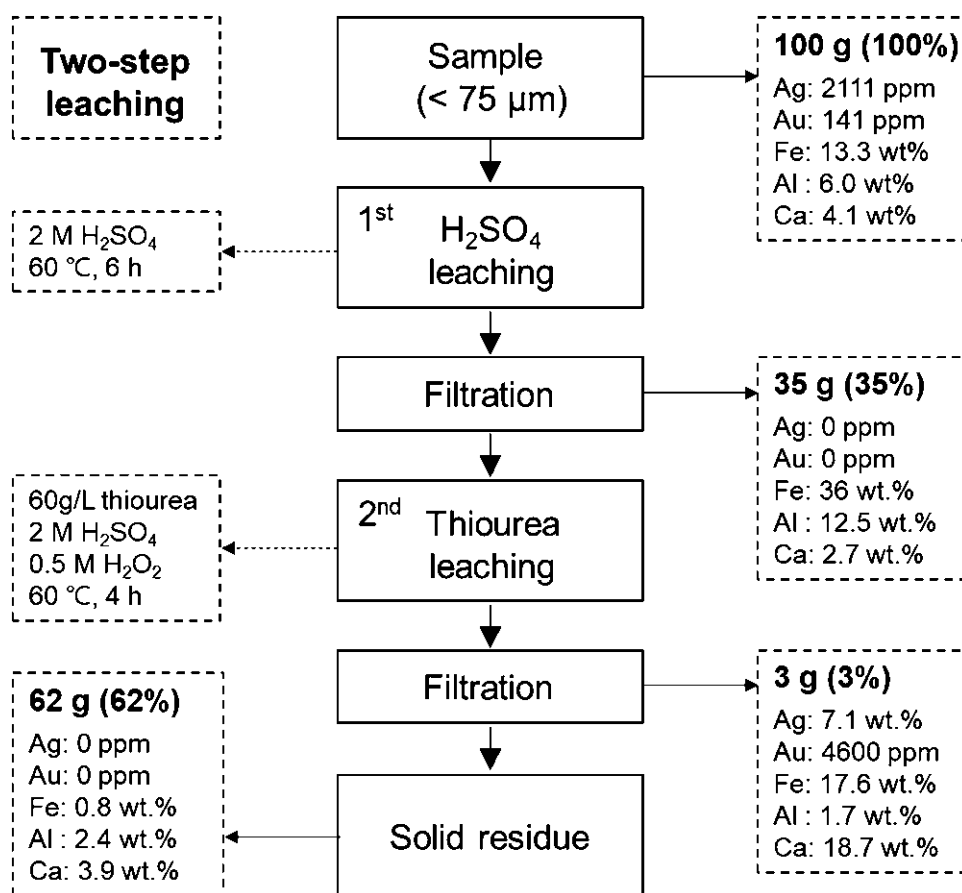 Two-step
leaching
Sample
(< 75 µm)
100 g (100%)
Ag: 2111 ppm
Au: 141 ppm
Fe: 13.3 wt%
Al : 6.0 wt%
Ca: 4.1 wt%
1st
H₂SO₄
leaching
2 M H₂SO₄
60 ℃, 6 h
Filtration
35 g (35%)
Ag: 0 ppm
Au: 0 ppm
Fe: 36 wt.%
Al : 12.5 wt.%
Ca: 2.7 wt.%
60g/L thiourea
2 M H₂SO₄
0.5 M H₂O₂
60 ℃, 4 h
2nd
Thiourea
leaching
Filtration
3 g (3%)
Ag: 7.1 wt.%
Au: 4600 ppm
Fe: 17.6 wt.%
Al : 1.7 wt.%
Ca: 18.7 wt.%
62 g (62%)
Ag: 0 ppm
Au: 0 ppm
Fe: 0.8 wt.%
Al : 2.4 wt.%
Ca: 3.9 wt.%
Solid residue